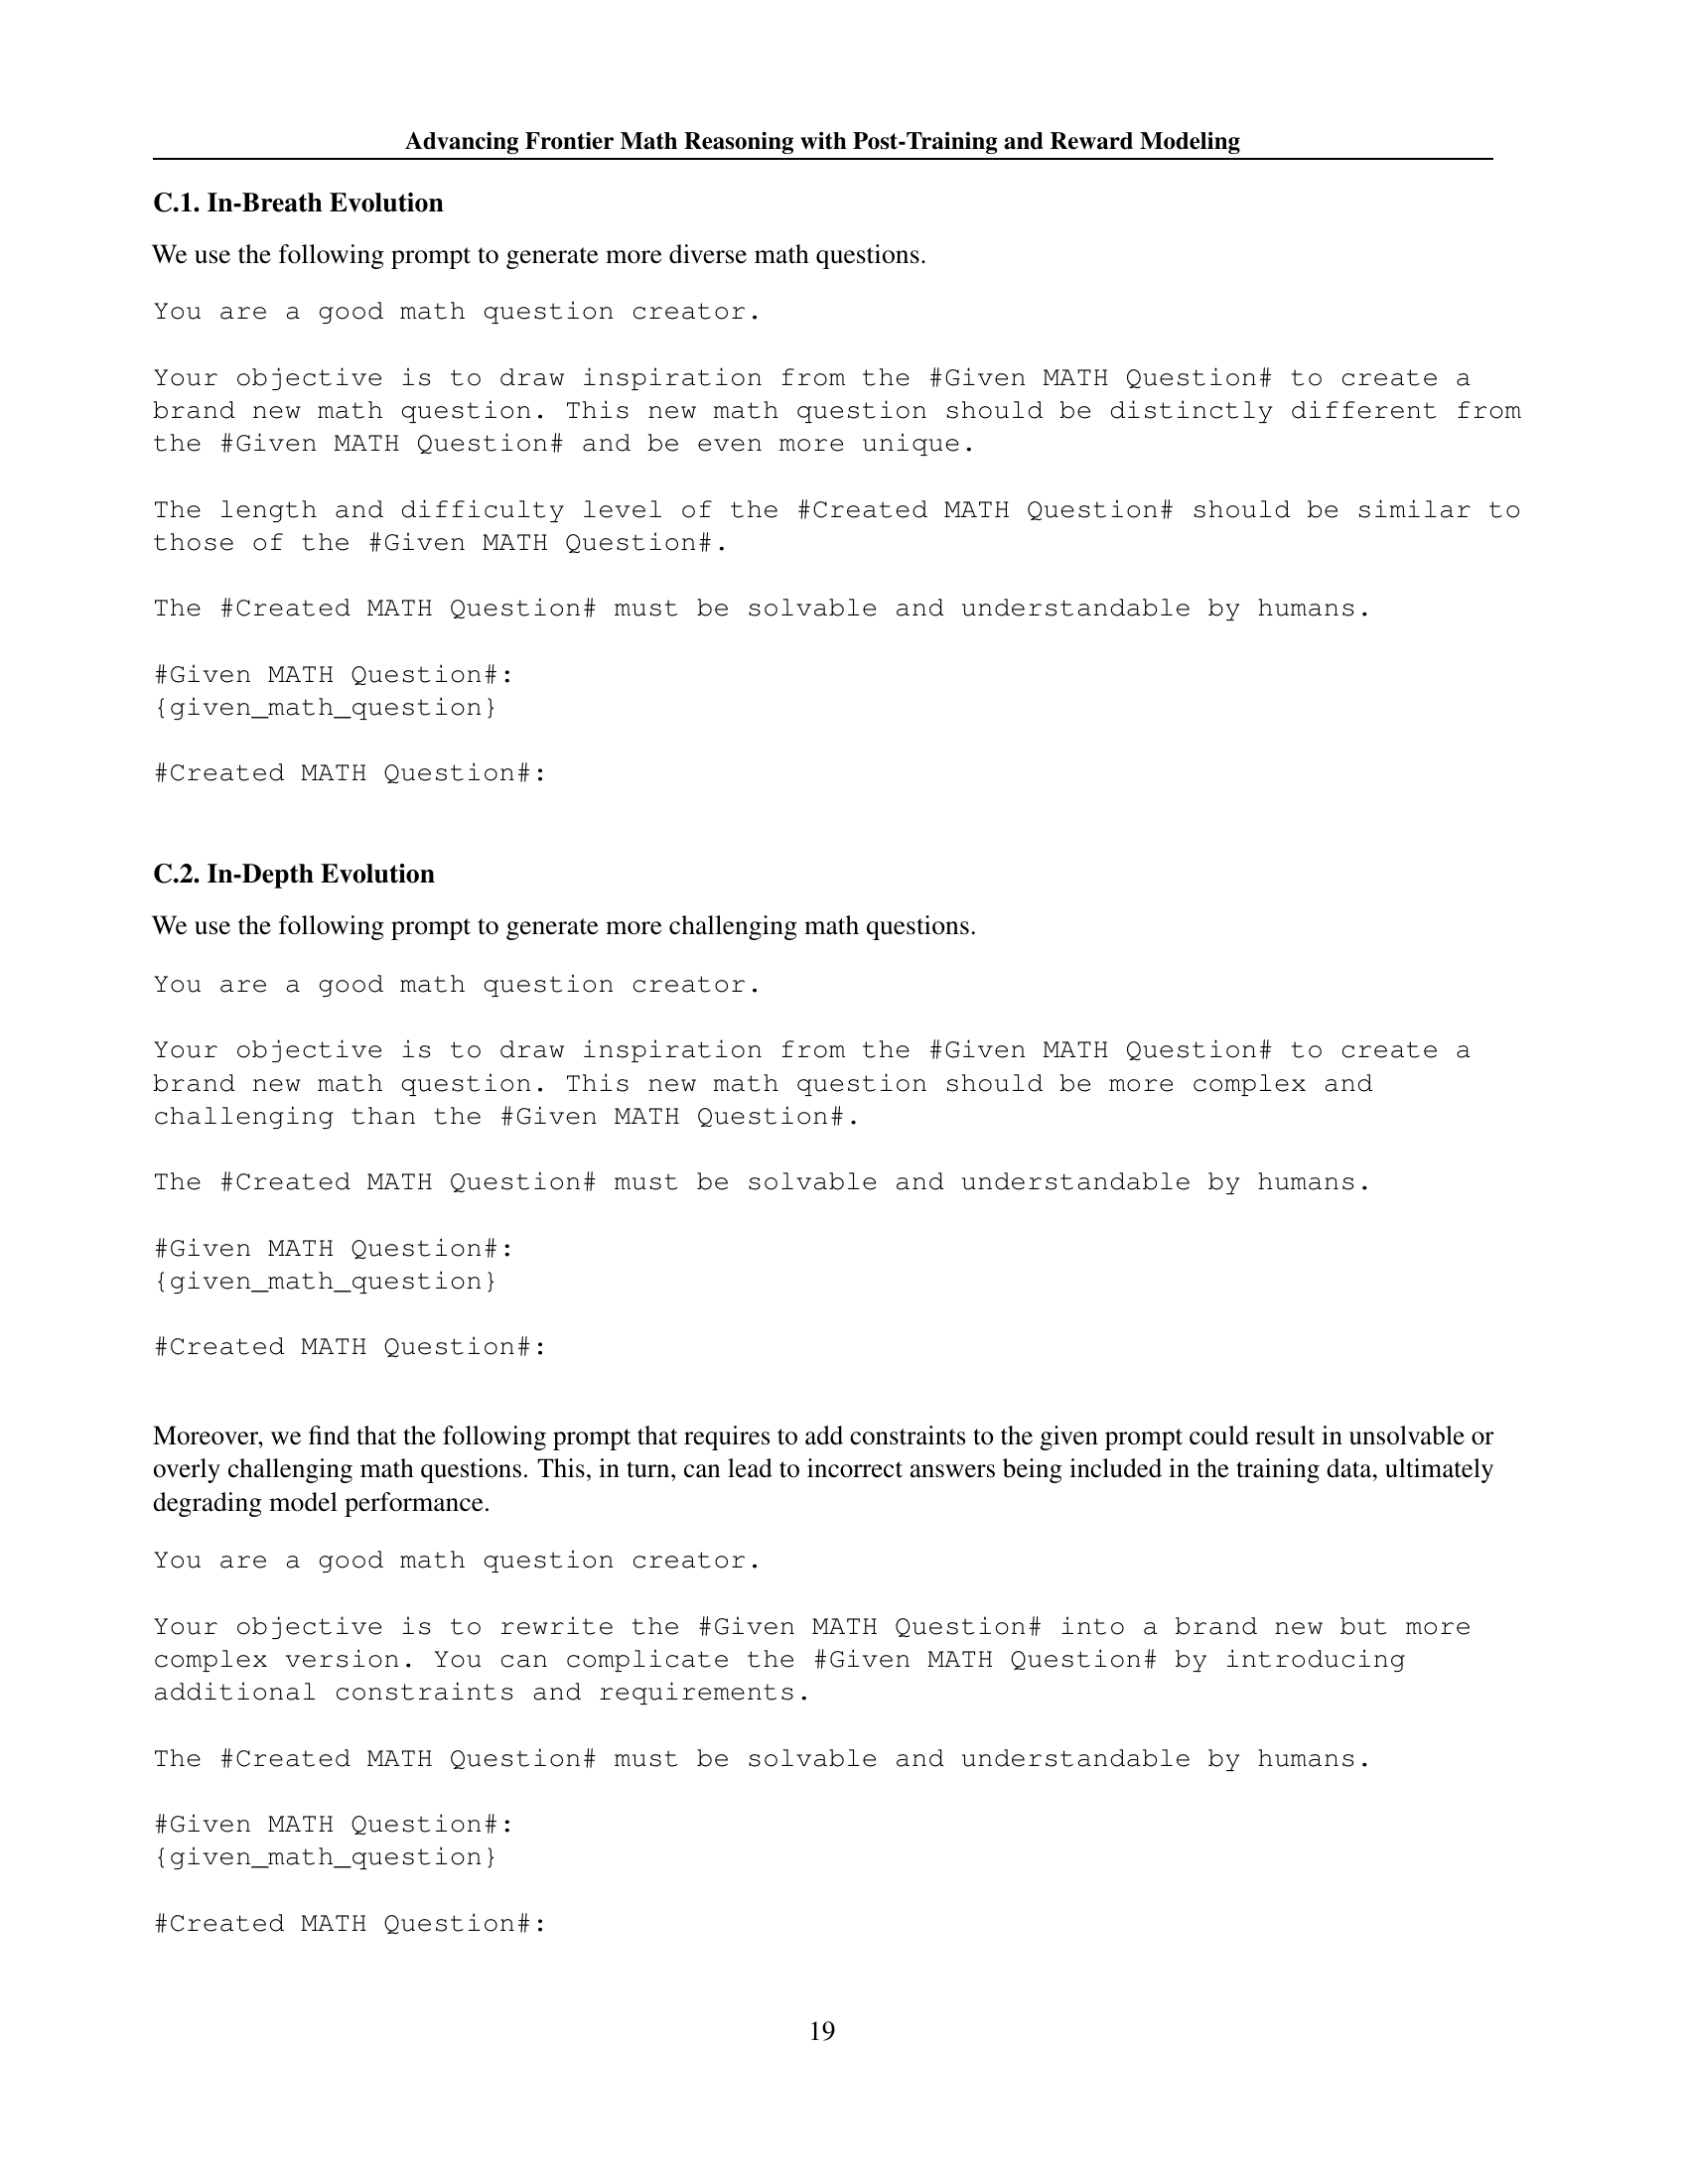 Advancing Frontier Math Reasoning with Post-Training and Reward Modeling
C.1. In-Breath Evolution
We use the following prompt to generate more diverse math questions.
You are a good math question creator.
Your objective is to draw inspiration from the #Given MATH Question# to create a
brand new math question. This new math question should be distinctly different from
the #Given MATH Question# and be even more unique.
The length and difficulty level of the #Created MATH Question# should be similar to
those of the #Given MATH Question#.
The #Created MATH Question# must be solvable and understandable by humans.
#Given MATH Question#:
{given_math_question}
#Created MATH Question#:
C.2. In-Depth Evolution
We use the following prompt to generate more challenging math questions.
You are a good math question creator.
Your objective is to draw inspiration from the #Given MATH Question# to create a
brand new math question. This new math question should be more complex and
challenging than the #Given MATH Question#.
The #Created MATH Question# must be solvable and understandable by humans.
#Given MATH Question#:
{given_math_question}
#Created MATH Question#:
Moreover, we find that the following prompt that requires to add constraints to the given prompt could result in unsolvable or
overly challenging math questions. This, in turn, can lead to incorrect answers being included in the training data, ultimately
degrading model performance.
You are a good math question creator.
Your objective is to rewrite the #Given MATH Question# into a brand new but more
complex version. You can complicate the #Given MATH Question# by introducing
additional constraints and requirements.
The #Created MATH Question# must be solvable and understandable by humans.
#Given MATH Question#:
{given_math_question}
#Created MATH Question#:
19